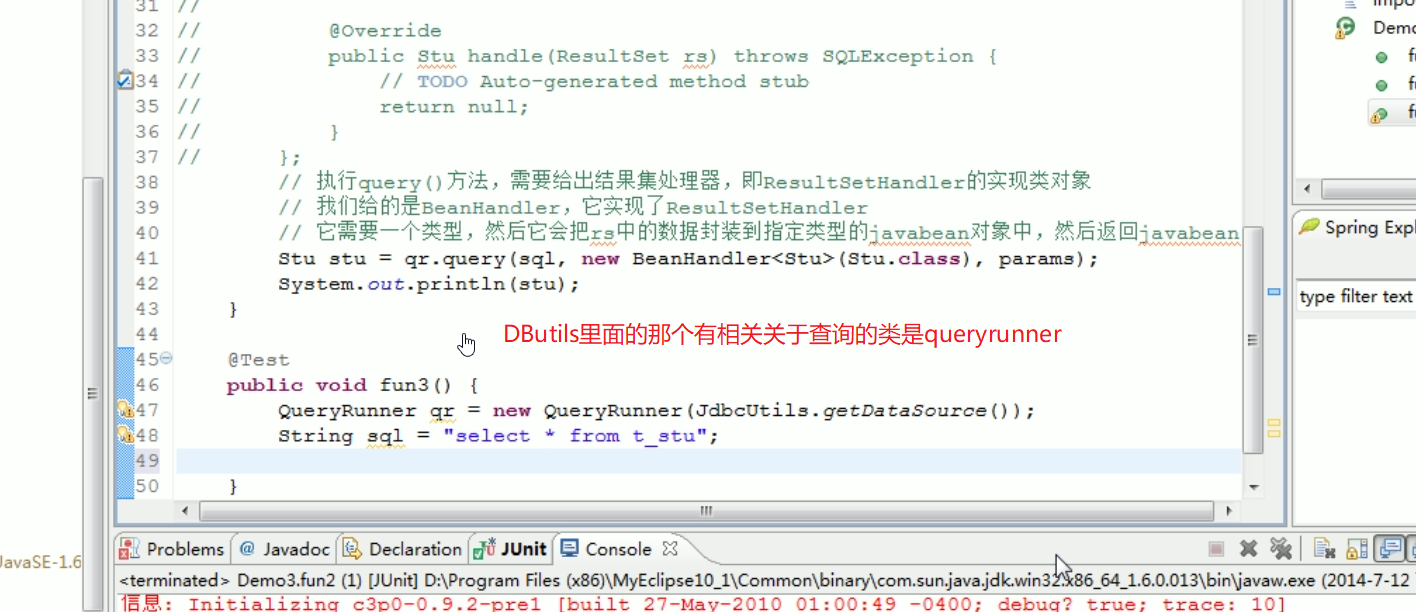 31 //
32 // @Override
33 // public Stu handle(ResultSet rs) throws SQLException {
34 // // TODO Auto-generated method stub
35 // return null;
36 // }
37 // };
38 // 执行query()方法，需要给出结果集处理器，即ResultSetHandler的实现类对象
39 // 我们给的是BeanHandler，它实现了ResultSetHandler
40 // 它需要一个类型，然后它会把rs中的数据封装到指定类型的javabean对象中，然后返回javabean
41 Stu stu = qr.query(sql, new BeanHandler<Stu>(Stu.class), params);
42 System.out.println(stu);
43 }
44
DButils里面的那个有相关关于查询的类是queryrunner
45 @Test
46 public void fun3() {
47 QueryRunner qr = new QueryRunner(JdbcUtils.getDataSource());
48 String sql = "select * from t_stu";
49
50 }
Demo
Spring Expl
type filter text
JavaSE-1.6
Problems @ Javadoc Declaration JUnit Console
<terminated> Demo3.fun2 (1) [JUnit] D:\Program Files (x86)\MyEclipse10_1\Common\binary\com.sun.java.jdk.win32.x86_64_1.6.0.013\bin\javaw.exe (2014-7-12
信息: Initializing c3p0-0.9.2-pre1 [built 27-May-2010 01:00:49 -0400; debug? true; trace: 10]